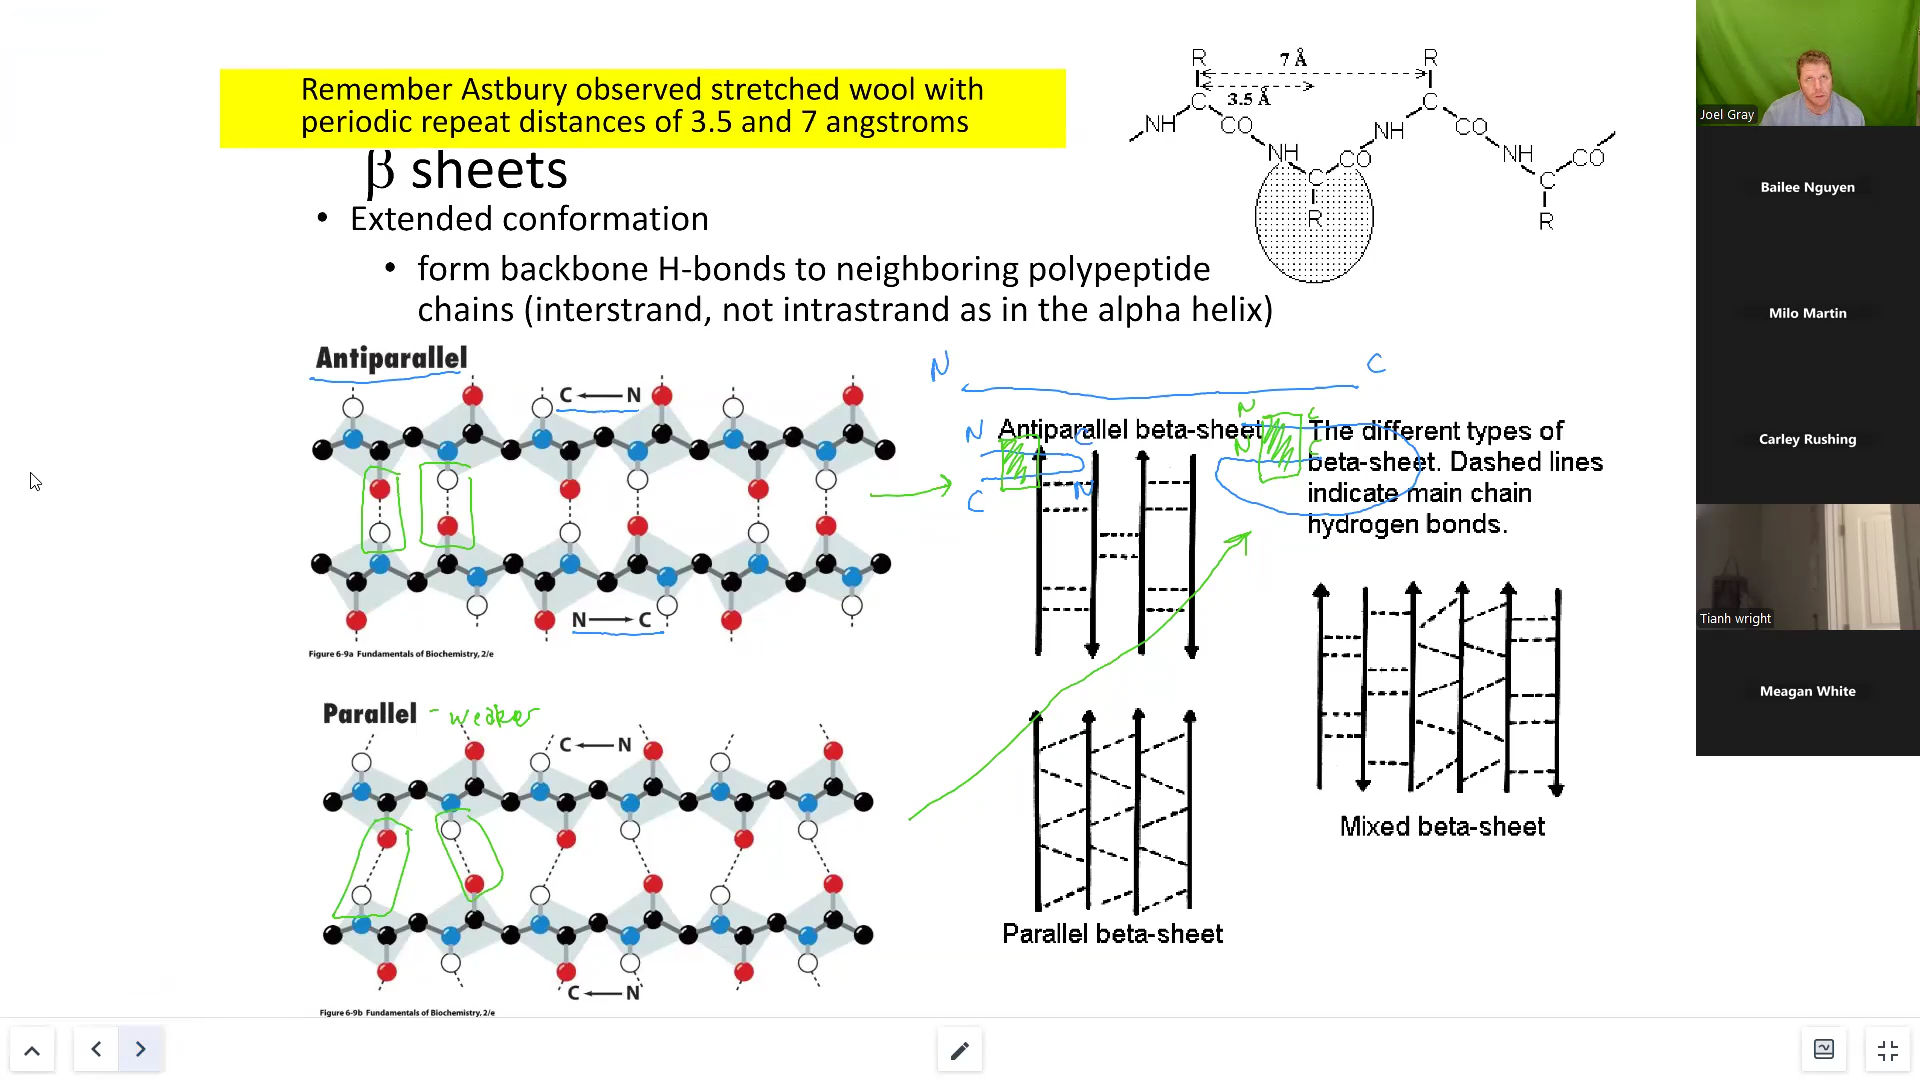 Remember Astbury observed stretched wool with
periodic repeat distances of 3.5 and 7 angstroms
β sheets
• Extended conformation
• form backbone H-bonds to neighboring polypeptide
chains (interstrand, not intrastrand as in the alpha helix)
R
7 Å
R
3.5 Å
C
C
NH
CO
NH
CO
NH
CO
NH
CO
C
C
R
R
Antiparallel
C ← N
N → C
Figure 6-9a Fundamentals of Biochemistry, 2/e
Parallel - weaker
C ← N
C ← N
Figure 6-9b Fundamentals of Biochemistry, 2/e
N
C
N
C
C
N
N
C
N
C
Antiparallel beta-sheet
The different types of
beta-sheet. Dashed lines
indicate main chain
hydrogen bonds.
Parallel beta-sheet
Mixed beta-sheet
Joel Gray
Bailee Nguyen
Milo Martin
Carley Rushing
Tianh wright
Meagan White